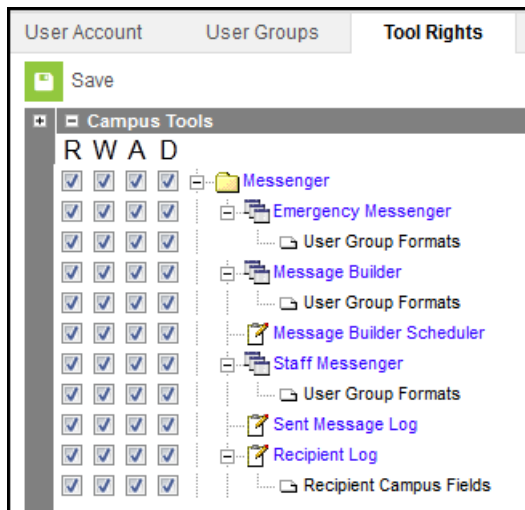 User Account User Groups Tool Rights
Save
Campus Tools
R W A D
Messenger
Emergency Messenger
User Group Formats
Message Builder
User Group Formats
Message Builder Scheduler
Staff Messenger
User Group Formats
Sent Message Log
Recipient Log
Recipient Campus Fields